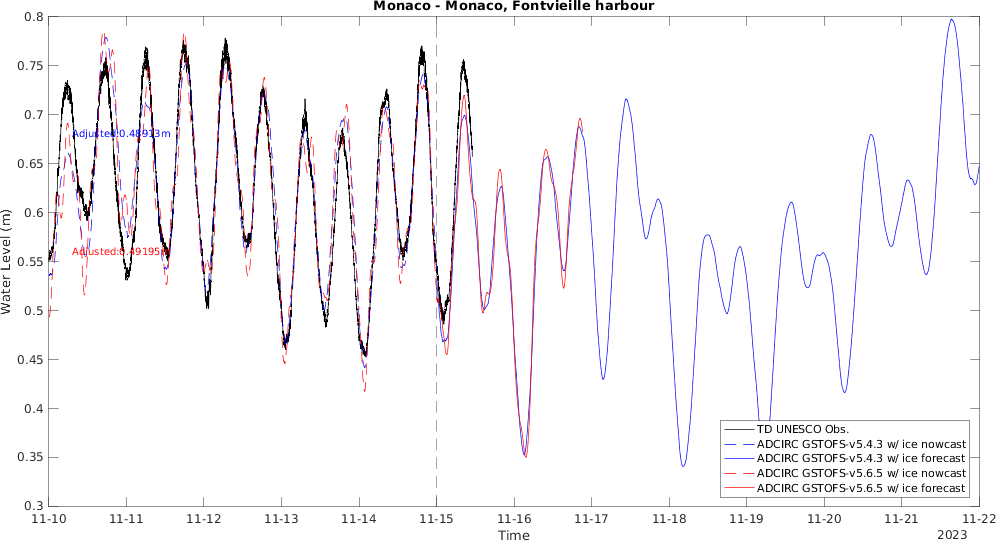 Monaco - Monaco, Fontvieille harbour
Water Level (m)
0.8
0.75
0.7
0.65
0.6
0.55
0.5
0.45
0.4
0.35
0.3
Adjusted:0.48913m
Adjusted:0.49195m
TD UNESCO Obs.
ADCIRC GSTOFS-v5.4.3 w/ ice nowcast
ADCIRC GSTOFS-v5.4.3 w/ ice forecast
ADCIRC GSTOFS-v5.6.5 w/ ice nowcast
ADCIRC GSTOFS-v5.6.5 w/ ice forecast
11-10 11-11 11-12 11-13 11-14 11-15 11-16 11-17 11-18 11-19 11-20 11-21 11-22
Time
2023